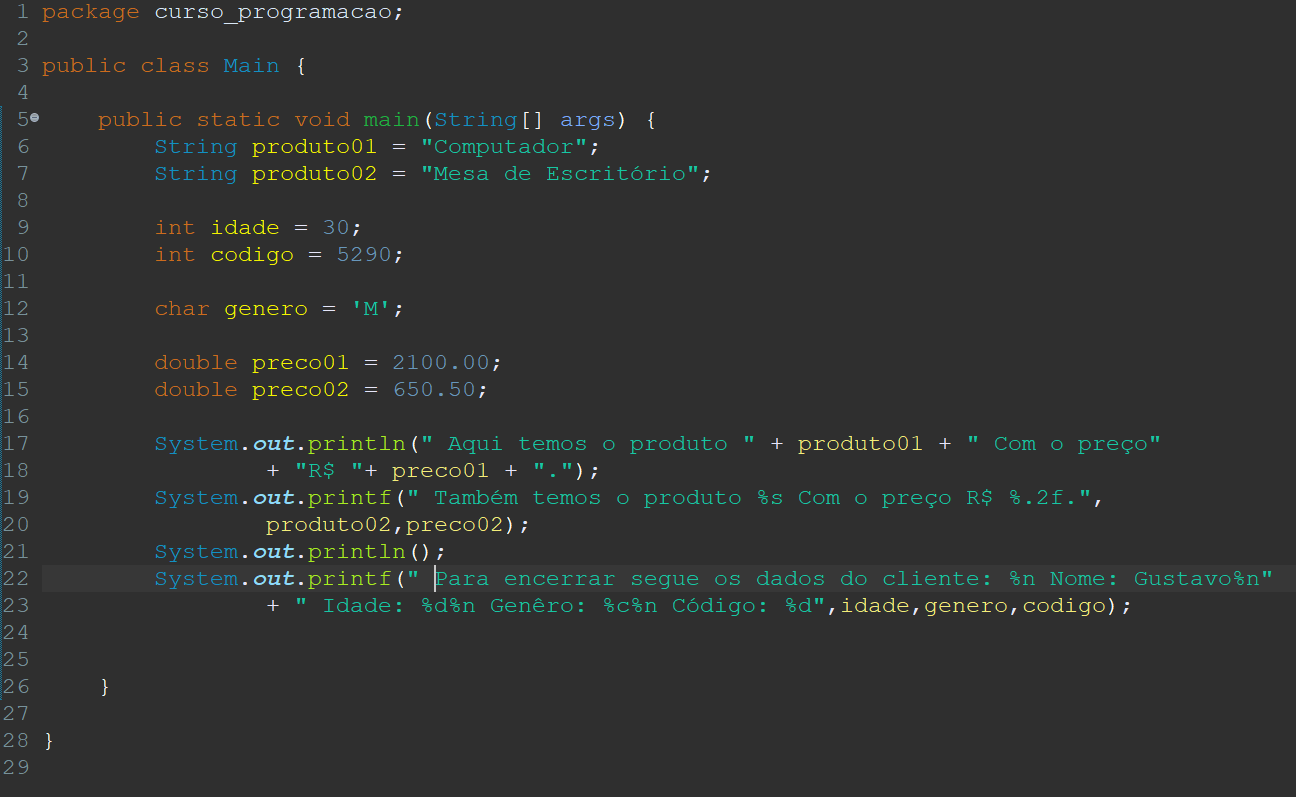 1 package curso_programacao;
2
3 public class Main {
4
5 public static void main(String[] args) {
6 String produto01 = "Computador";
7 String produto02 = "Mesa de Escritório";
8
9 int idade = 30;
10 int codigo = 5290;
11
12 char genero = 'M';
13
14 double preco01 = 2100.00;
15 double preco02 = 650.50;
16
17 System.out.println(" Aqui temos o produto " + produto01 + " Com o preço"
18 + "R$ "+ preco01 + ".");
19 System.out.printf(" Também temos o produto %s Com o preço R$ %.2f.",
20 produto02,preco02);
21 System.out.println();
22 System.out.printf(" Para encerrar segue os dados do cliente: %n Nome: Gustavo%n"
23 + " Idade: %d%n Genêro: %c%n Código: %d",idade,genero,codigo);
24
25
26 }
27
28 }
29